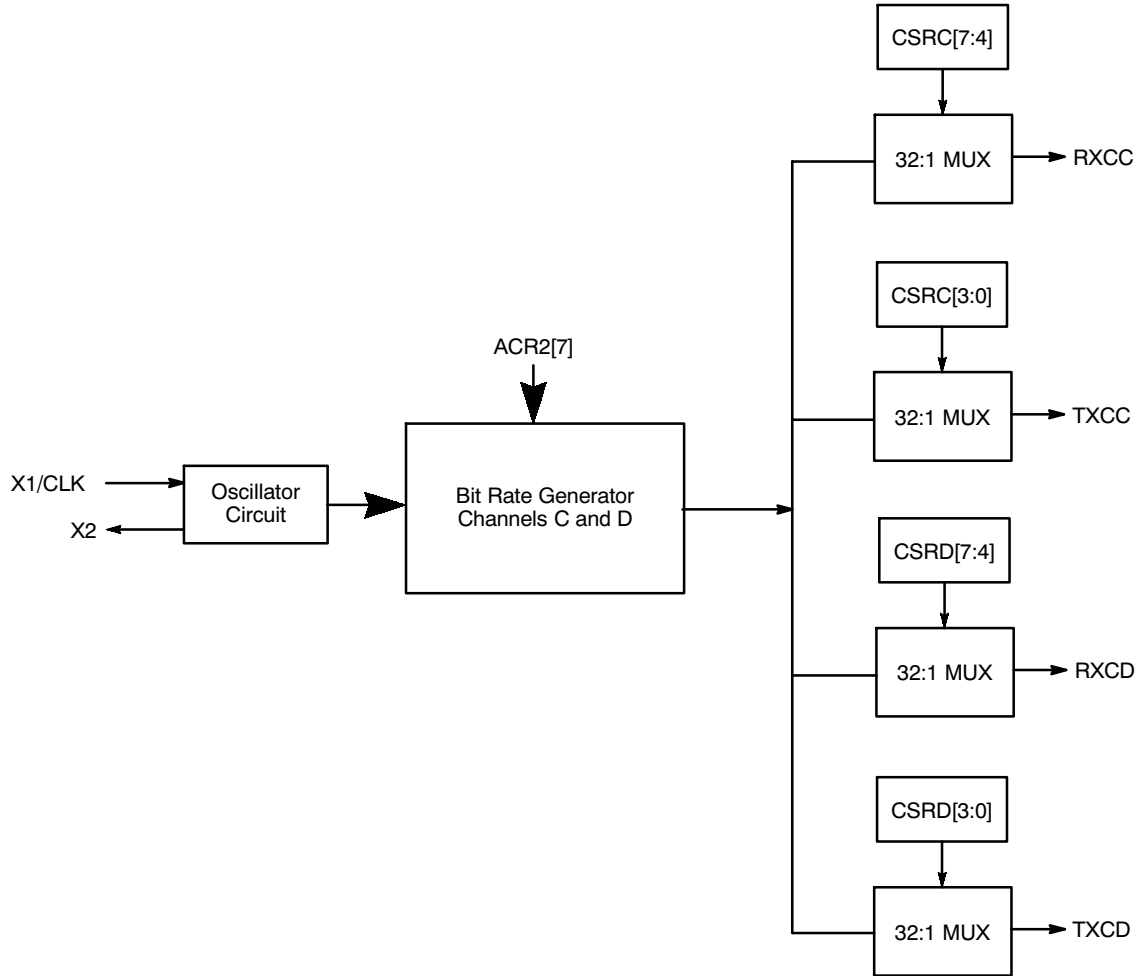 CSRC[7:4]
32:1 MUX
RXCC
CSRC[3:0]
ACR2[7]
32:1 MUX
TXCC
X1/CLK
X2
Oscillator
Circuit
Bit Rate Generator
Channels C and D
CSRD[7:4]
32:1 MUX
RXCD
CSRD[3:0]
32:1 MUX
TXCD